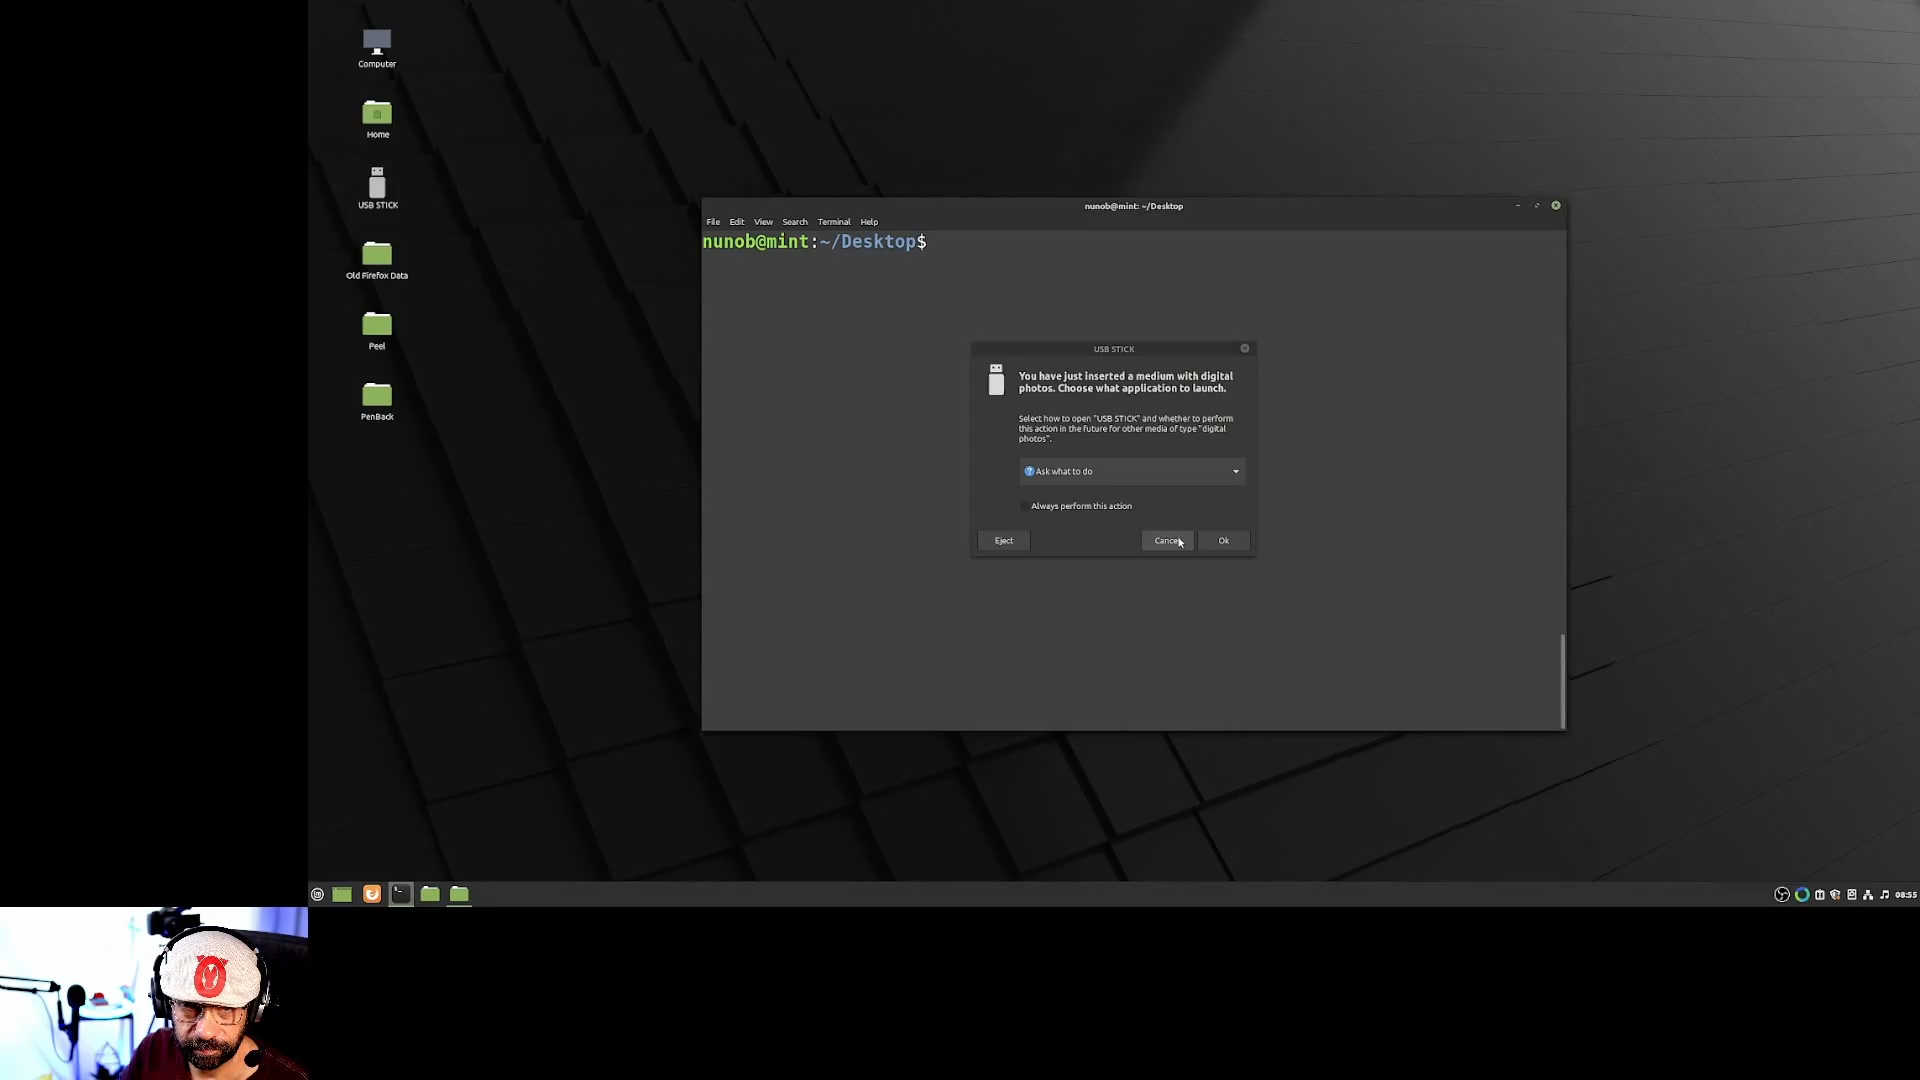 Computer
Home
USB STICK
Old Firefox Data
Peel
PenBack
nunob@mint: ~/Desktop
File Edit View Search Terminal Help
nunob@mint:~/Desktop$
USB STICK
You have just inserted a medium with digital
photos. Choose what application to launch.
Select how to open "USB STICK" and whether to perform
this action in the future for other media of type "digital
photos".
Ask what to do
Always perform this action
Eject
Cancel
Ok
08:55